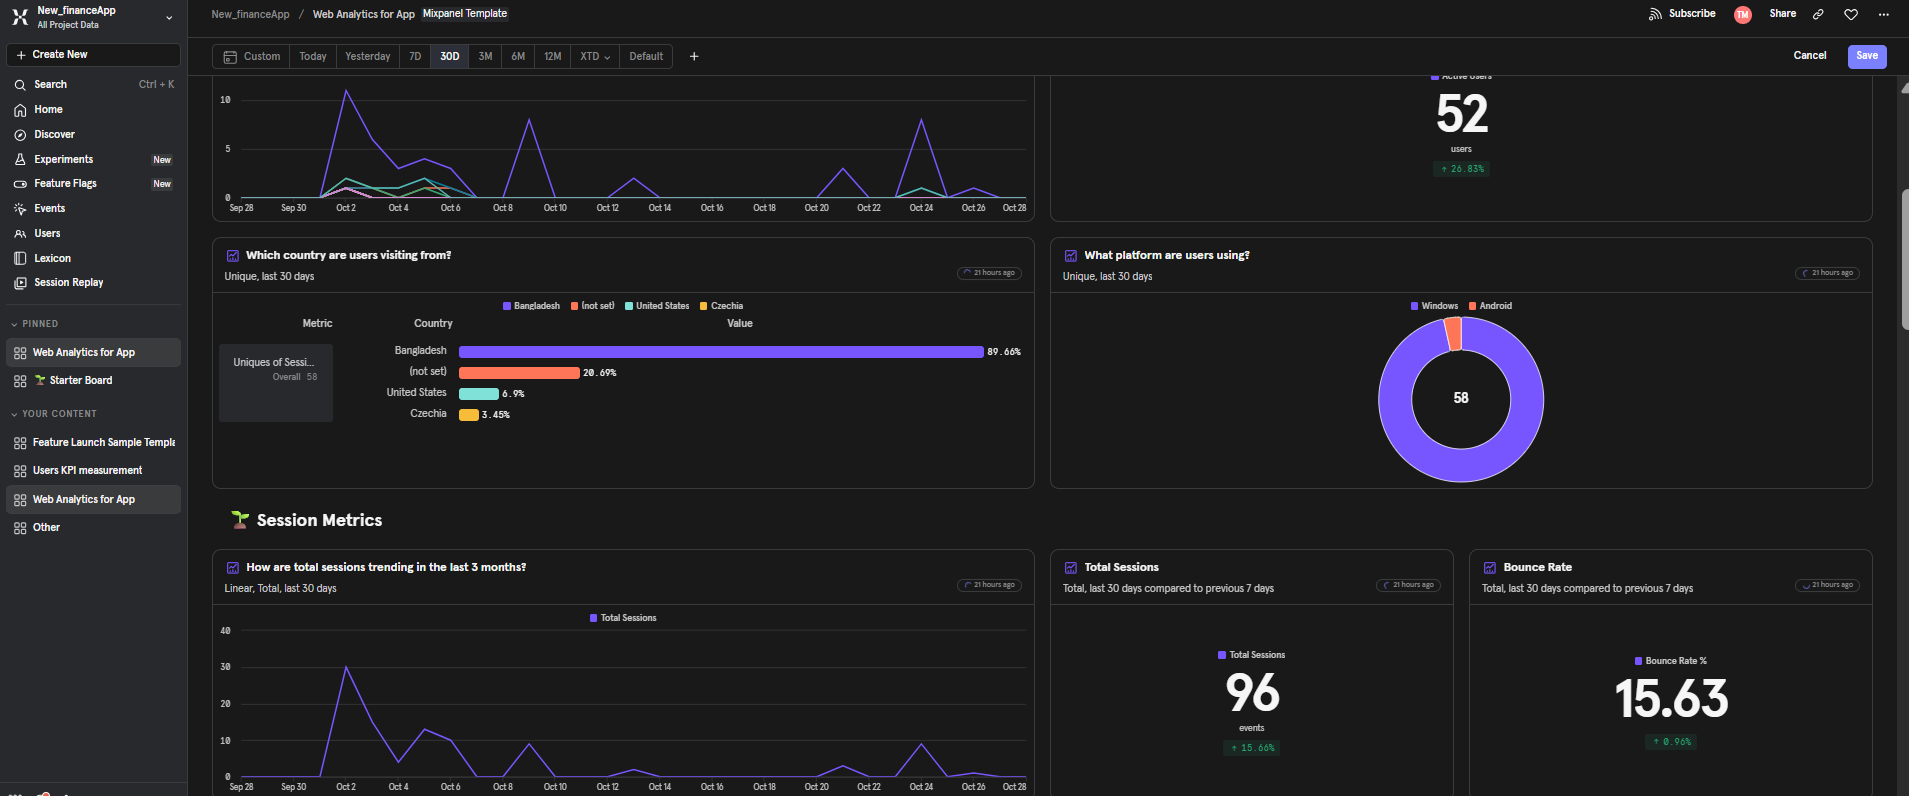 New_financeApp
All Project Data
Create New
Search Ctrl + K
Home
Discover
Experiments New
Feature Flags New
Events
Users
Lexicon
Session Replay
PINNED
Web Analytics for App
Starter Board
YOUR CONTENT
Feature Launch Sample Templa
Users KPI measurement
Web Analytics for App
Other
New_financeApp / Web Analytics for App Mixpanel Template
Subscribe TM Share
Custom Today Yesterday 7D 30D 3M 6M 12M XTD Default +
Cancel Save
10
5
0
Sep 28 Sep 30 Oct 2 Oct 4 Oct 6 Oct 8 Oct 10 Oct 12 Oct 14 Oct 16 Oct 18 Oct 20 Oct 22 Oct 24 Oct 26 Oct 28
Active Users
52
users
↑ 26.83%
Which country are users visiting from?
Unique, last 30 days
21 hours ago
Bangladesh (not set) United States Czechia
Metric Country Value
Uniques of Sessi...
Overall 58
Bangladesh 89.66%
(not set) 20.69%
United States 6.9%
Czechia 3.45%
What platform are users using?
Unique, last 30 days
21 hours ago
Windows Android
58
Session Metrics
How are total sessions trending in the last 3 months?
Linear, Total, last 30 days
21 hours ago
Total Sessions
40
30
20
10
0
Sep 28 Sep 30 Oct 2 Oct 4 Oct 6 Oct 8 Oct 10 Oct 12 Oct 14 Oct 16 Oct 18 Oct 20 Oct 22 Oct 24 Oct 26 Oct 28
Total Sessions
Total, last 30 days compared to previous 7 days
21 hours ago
Total Sessions
96
events
↑ 15.66%
Bounce Rate
Total, last 30 days compared to previous 7 days
21 hours ago
Bounce Rate %
15.63
↑ 0.96%